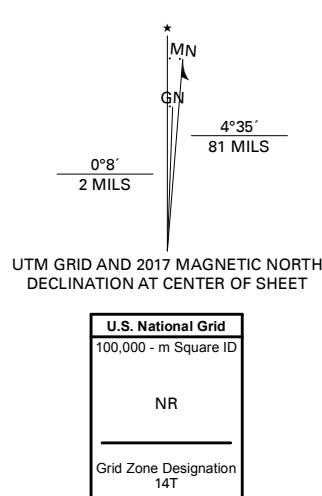 ★
MN
GN
4°35´
81 MILS
0°8´
2 MILS
UTM GRID AND 2017 MAGNETIC NORTH
DECLINATION AT CENTER OF SHEET
U.S. National Grid
100,000 - m Square ID
NR
Grid Zone Designation
14T